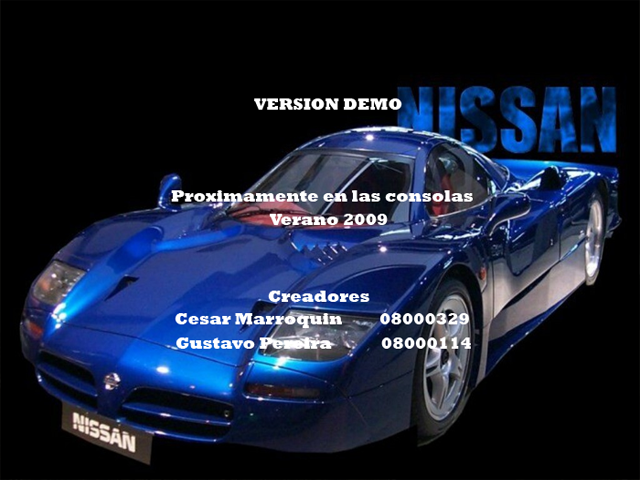 VERSION DEMO
NISSAN
Proximamente en las consolas
Verano 2009
Creadores
Cesar Marroquin 08000329
Gustavo Pereira 08000114
NISSAN